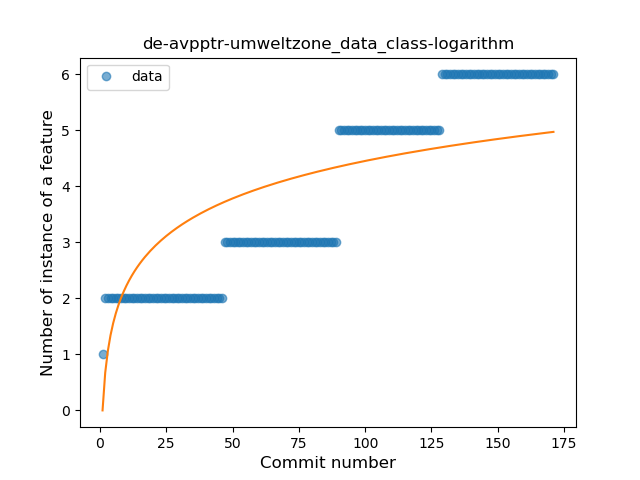 de-avpptr-umweltzone_data_class-logarithm
data
Number of instance of a feature
6
5
4
3
2
1
0
0 25 50 75 100 125 150 175
Commit number